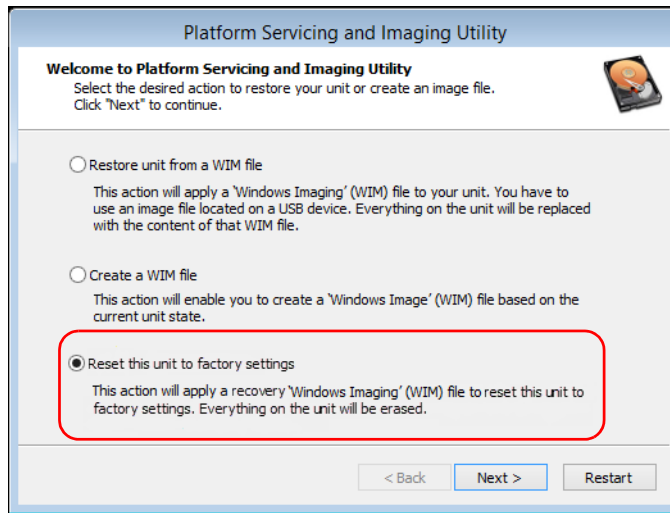 Platform Servicing and Imaging Utility
Welcome to Platform Servicing and Imaging Utility
Select the desired action to restore your unit or create an image file.
Click "Next" to continue.
Restore unit from a WIM file
This action will apply a 'Windows Imaging' (WIM) file to your unit. You have to
use an image file located on a USB device. Everything on the unit will be replaced
with the content of that WIM file.
Create a WIM file
This action will enable you to create a 'Windows Image' (WIM) file based on the
current unit state.
Reset this unit to factory settings
This action will apply a recovery 'Windows Imaging' (WIM) file to reset this unit to
factory settings. Everything on the unit will be erased.
< Back Next > Restart